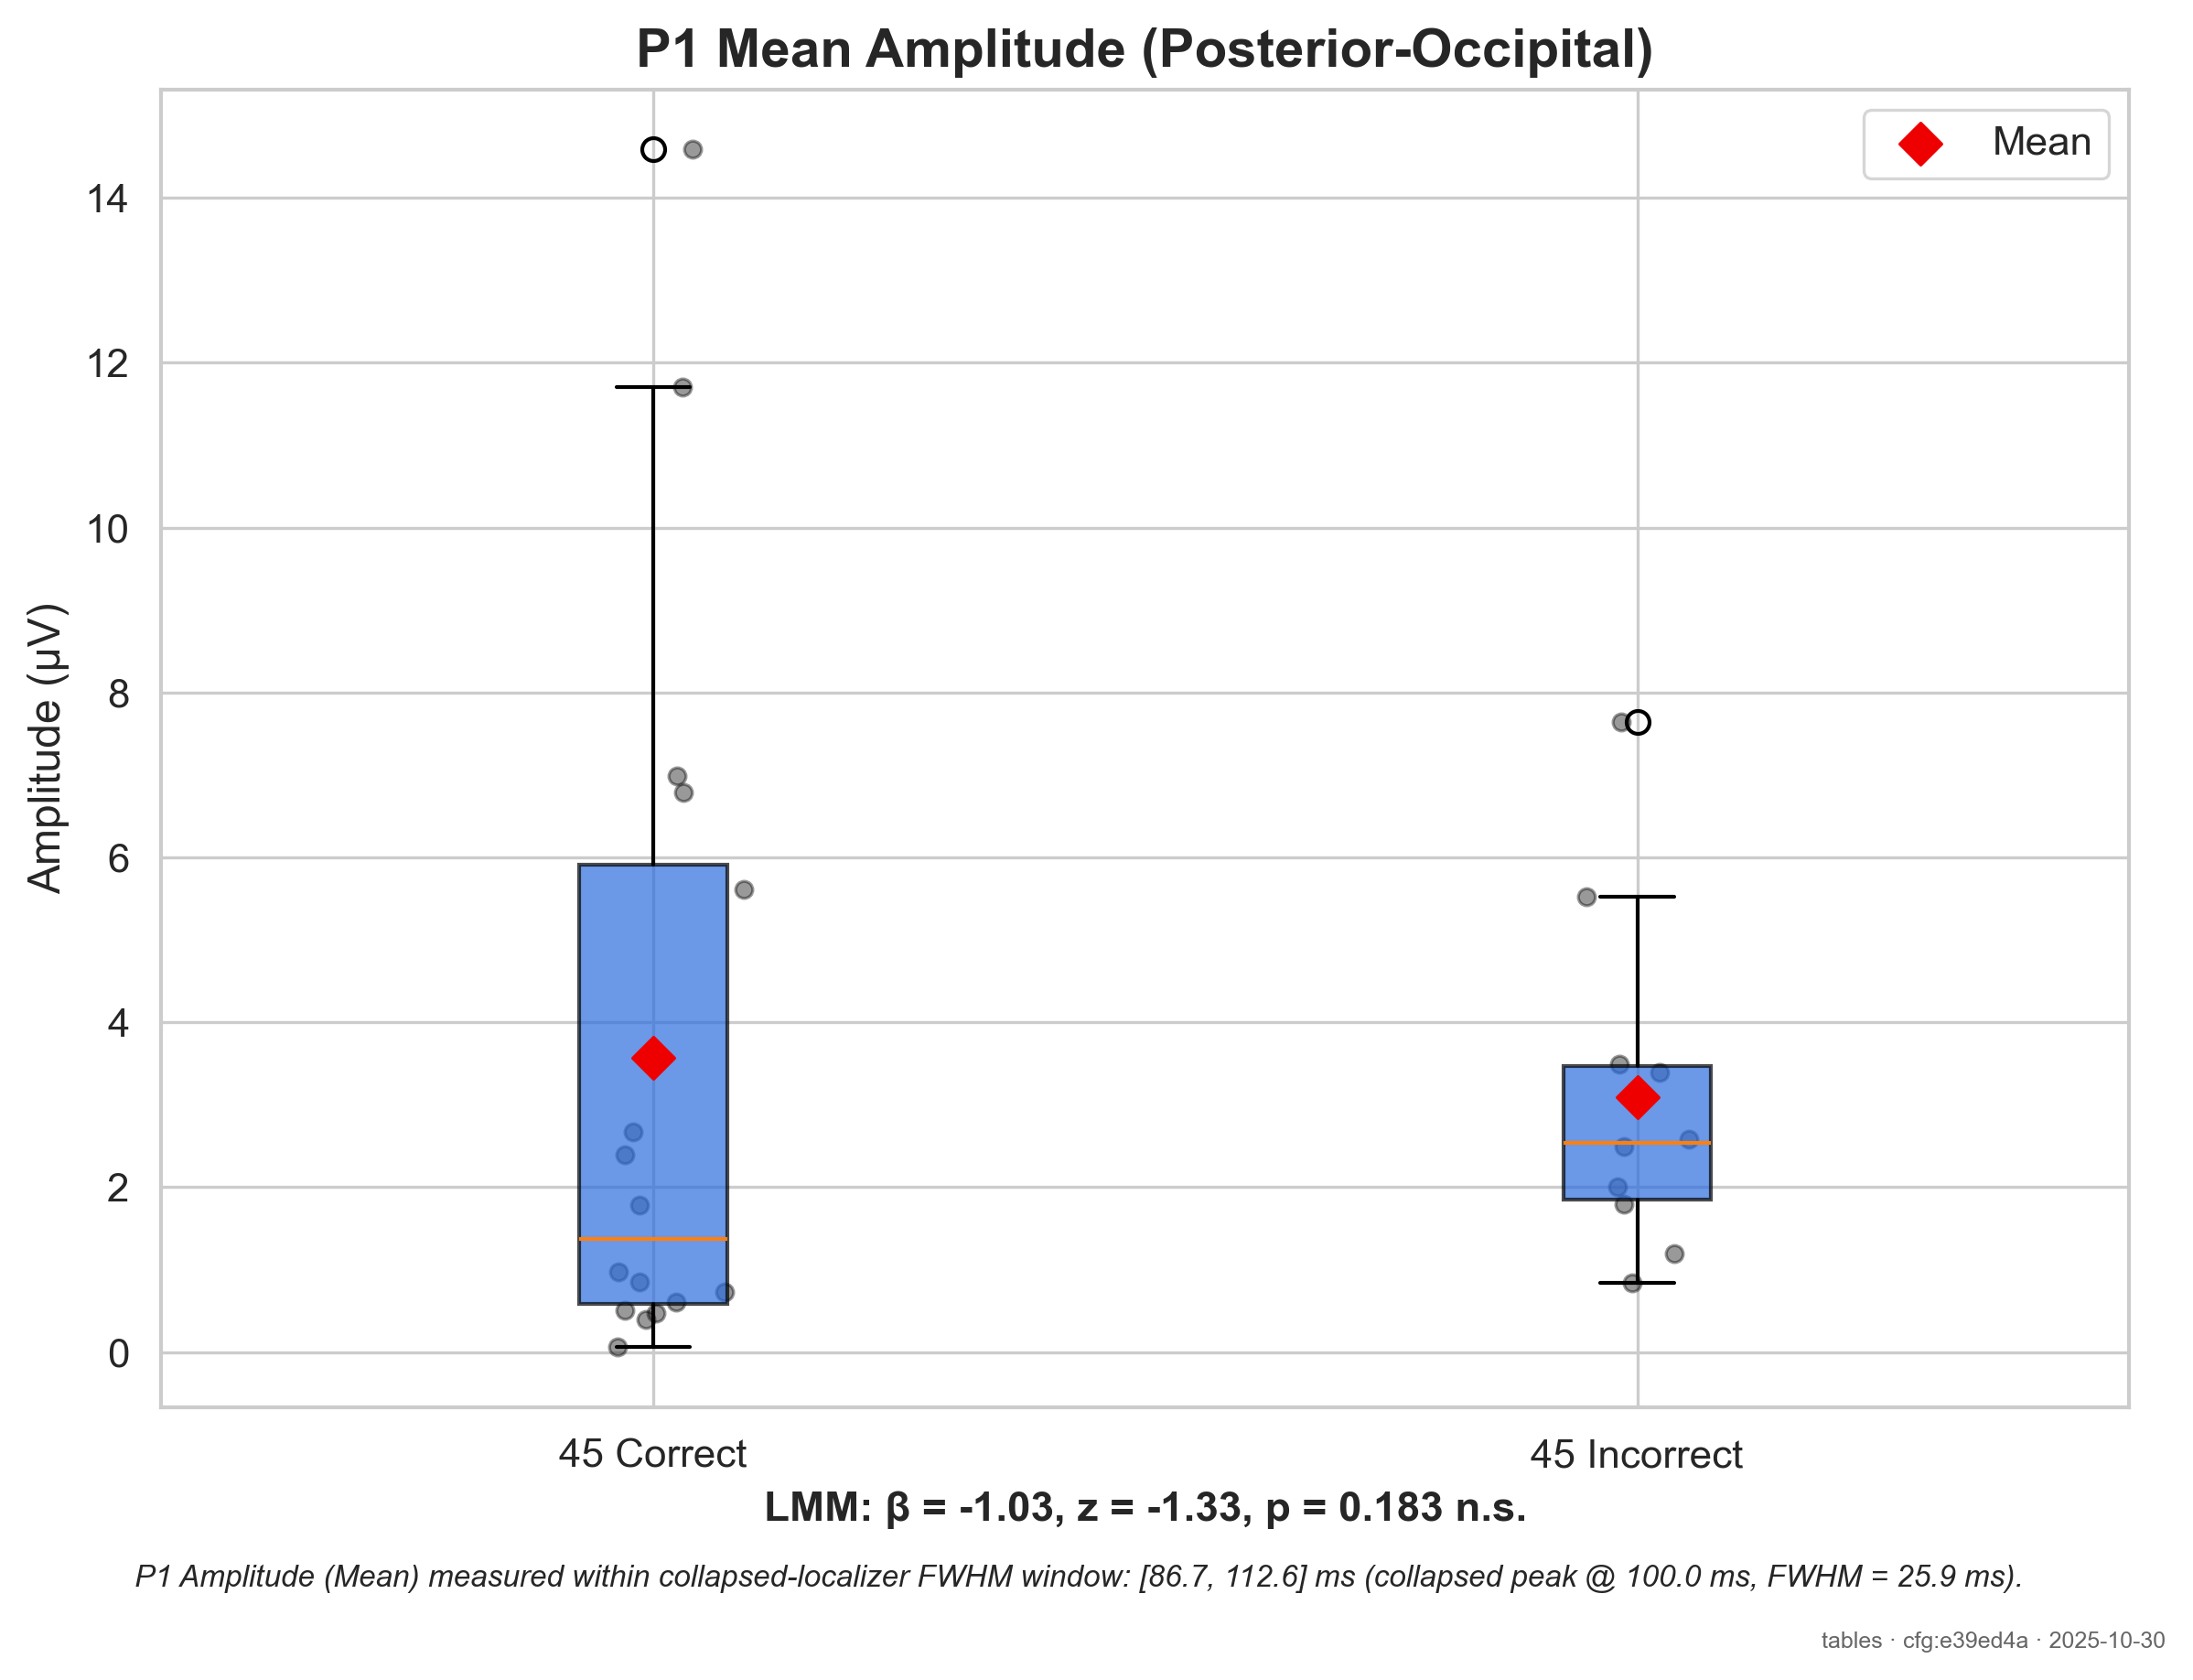 P1 Mean Amplitude (Posterior-Occipital)
Mean
Amplitude (µV)
14
12
10
8
6
4
2
0
45 Correct
45 Incorrect
LMM: β = -1.03, z = -1.33, p = 0.183 n.s.
P1 Amplitude (Mean) measured within collapsed-localizer FWHM window: [86.7, 112.6] ms (collapsed peak @ 100.0 ms, FWHM = 25.9 ms).
tables · cfg:e39ed4a · 2025-10-30